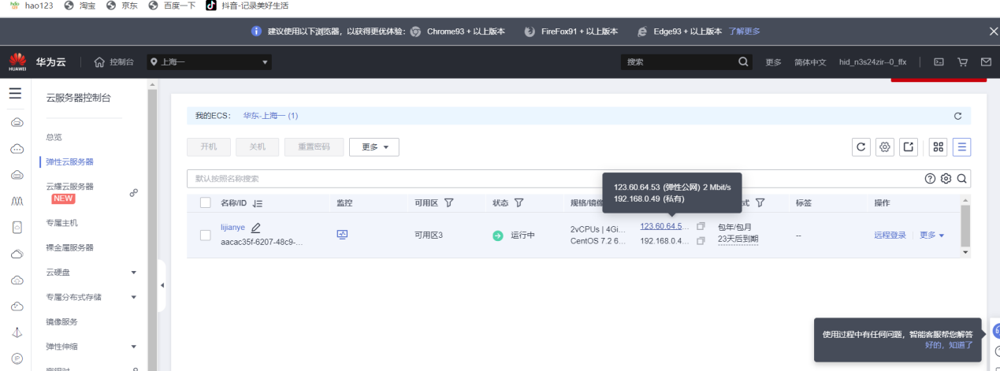 hao123 淘宝 京东 百度一下 抖音-记录美好生活
建议使用以下浏览器，以获得更优体验： Chrome93 + 以上版本 FireFox91 + 以上版本 Edge93 + 以上版本 了解更多
HUAWEI 华为云 控制台 上海一 搜索 更多 简体中文 hid_n3s24zir--0_ffx
云服务器控制台
我的ECS： 华东-上海一 (1)
总览
开机 关机 重置密码 更多
弹性云服务器
默认按照名称搜索
云耀云服务器
NEW
123.60.64.53 (弹性公网) 2 Mbit/s
192.168.0.49 (私有)
名称/ID 监控 可用区 状态 规格/镜像 式 标签 操作
专属主机
lijianye
aacac35f-6207-48c9-...
可用区3 运行中
2vCPUs | 4Gi...
CentOS 7.2 6...
123.60.64.5...
192.168.0.4...
包年/包月
23天后到期
--
远程登录 更多
裸金属服务器
云硬盘
专属分布式存储
镜像服务
弹性伸缩
使用过程中有任何问题，智能客服帮您解答
好的，知道了